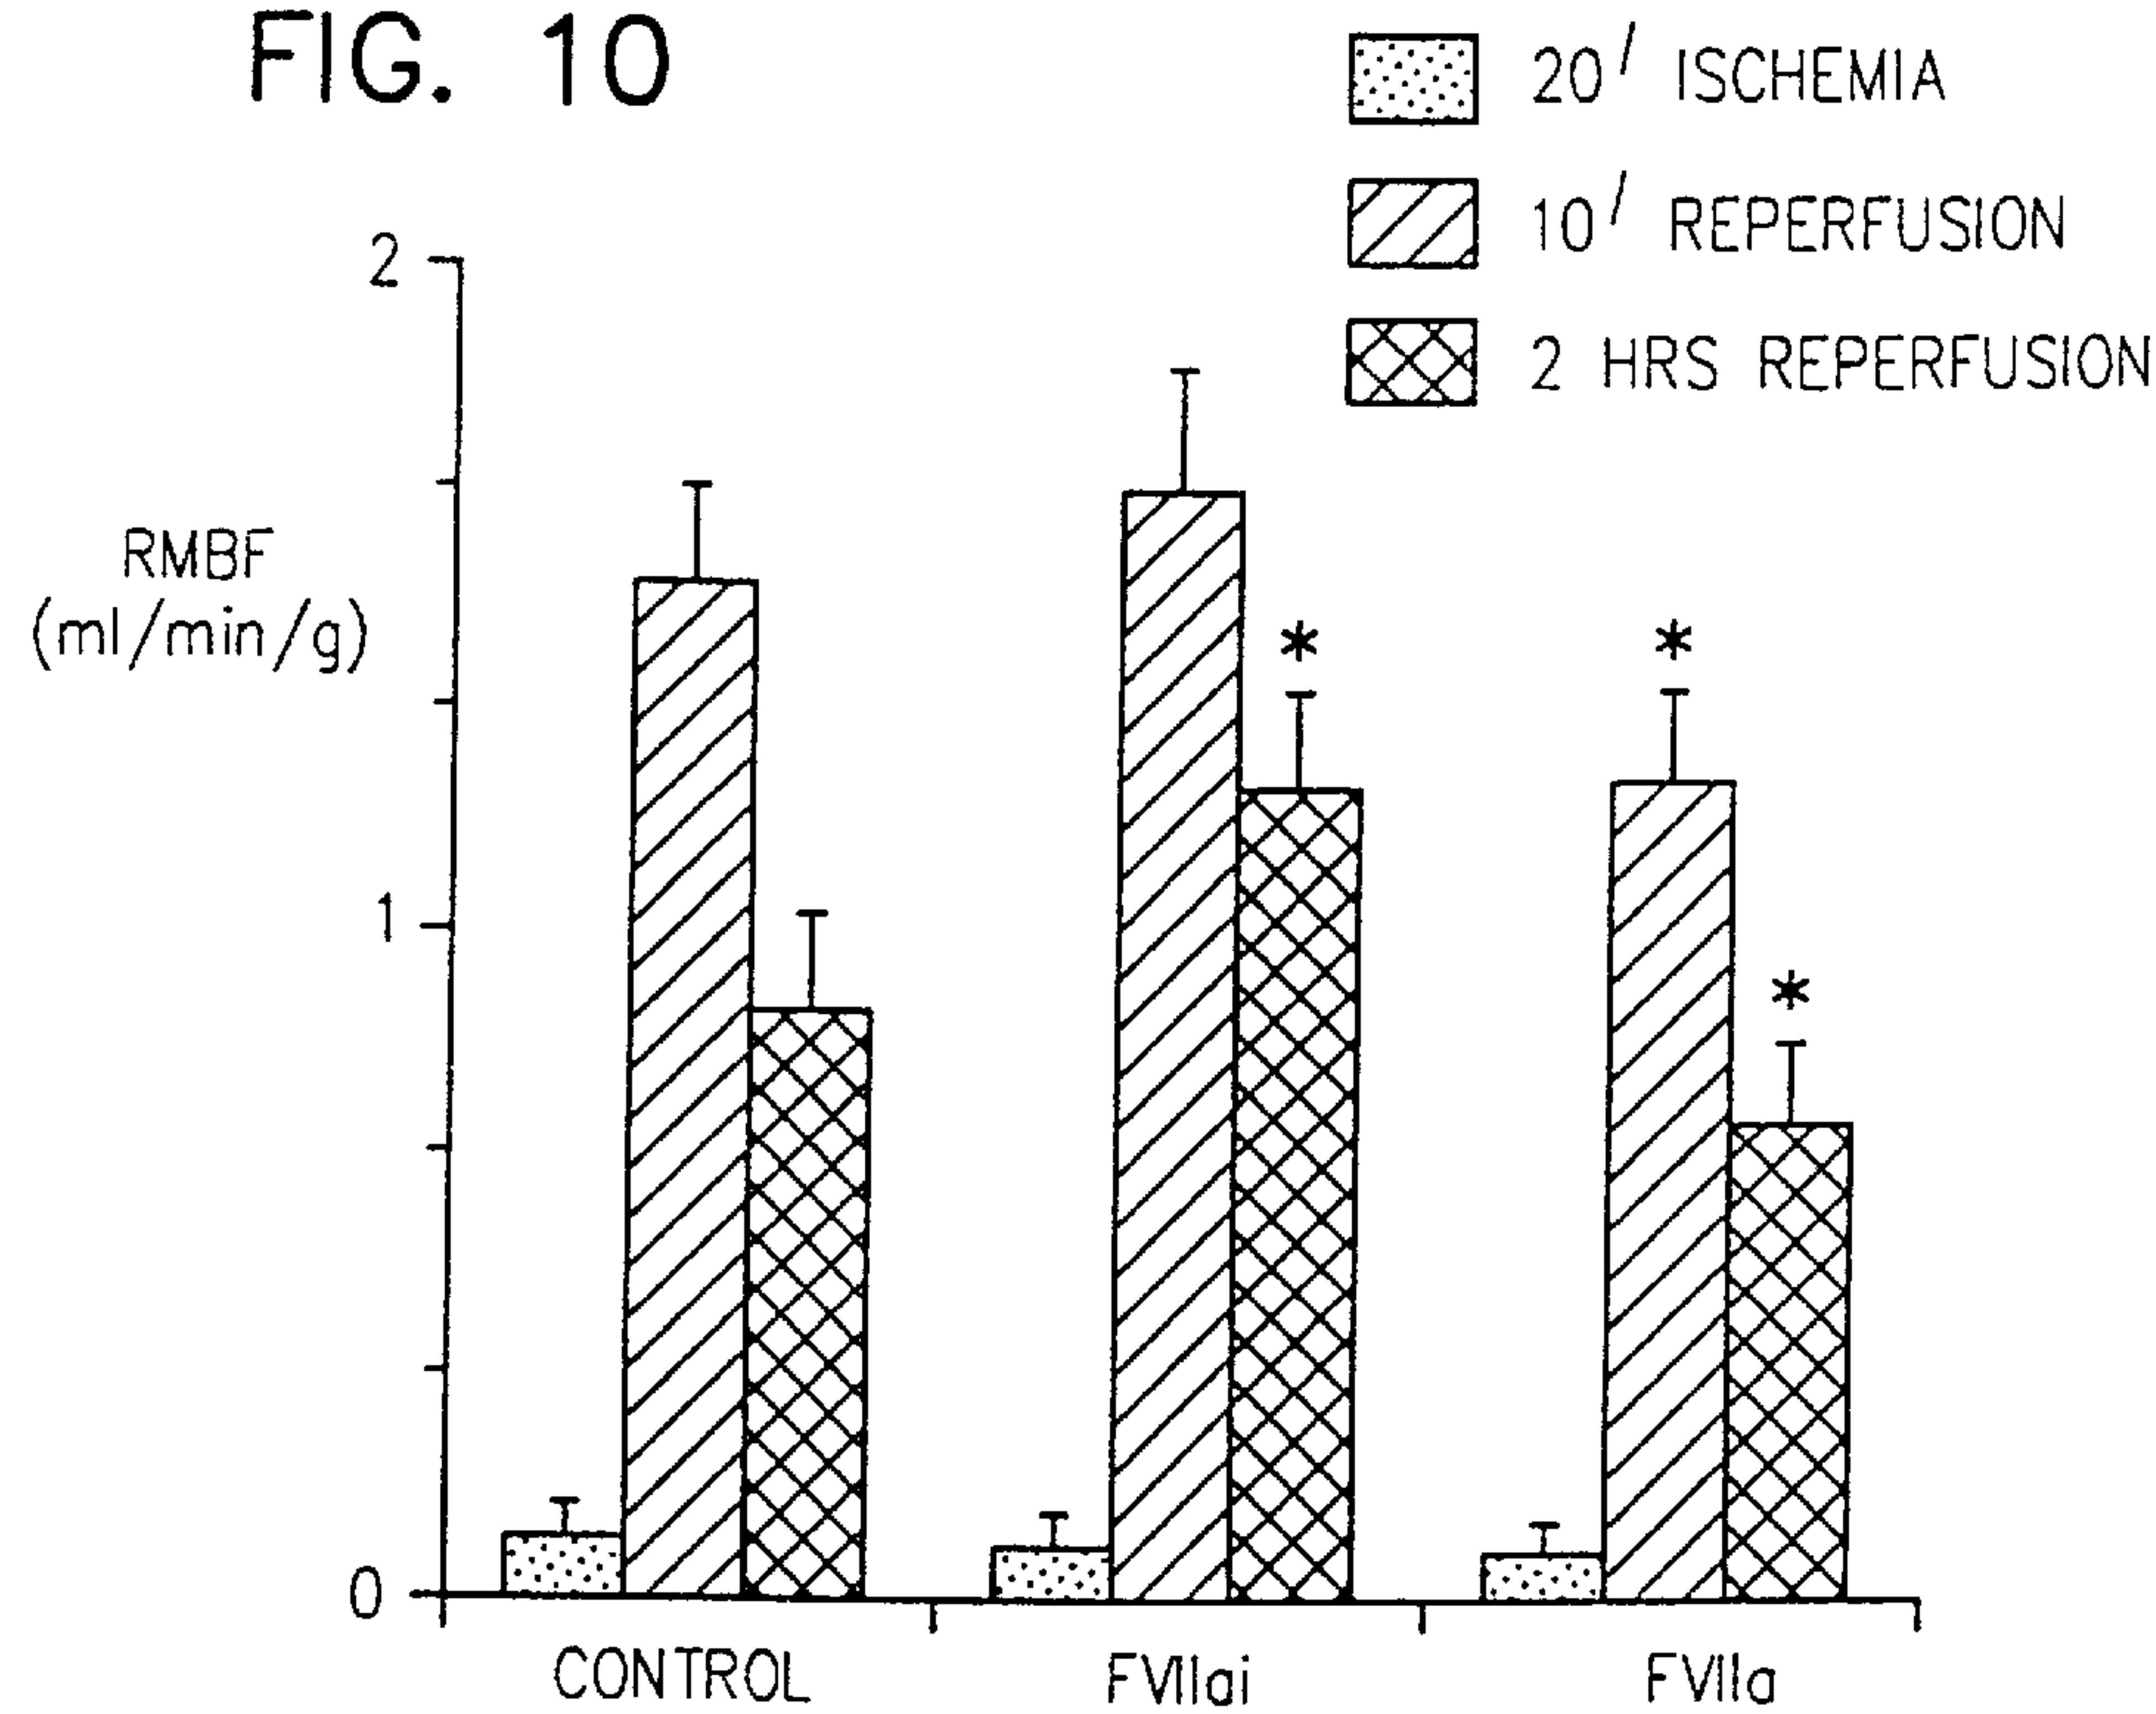 FIG. 10
20' ISCHEMIA
10' REPERFUSION
2 HRS REPERFUSION
2
RMBF
(ml/min/g)
*
*
1
*
0
CONTROL
FVIIai
FVIIa